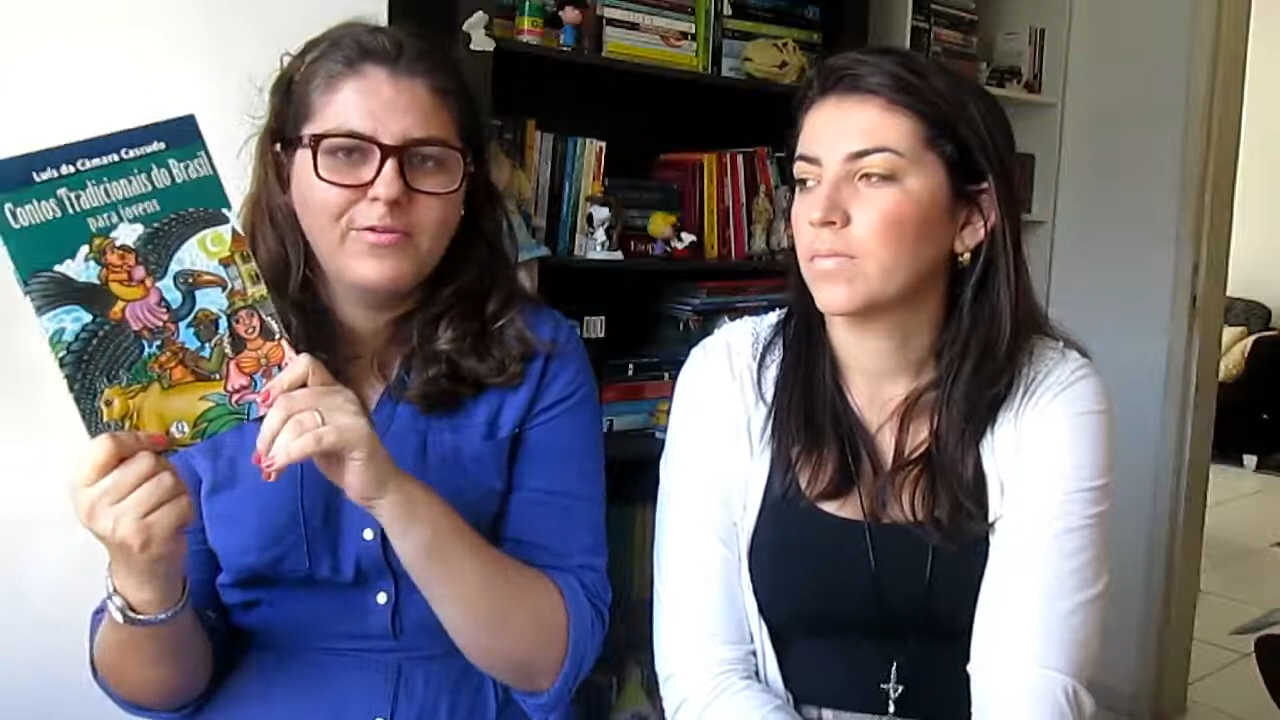 Luís da Câmara Cascudo
Contos Tradicionais do Brasil
para jovens